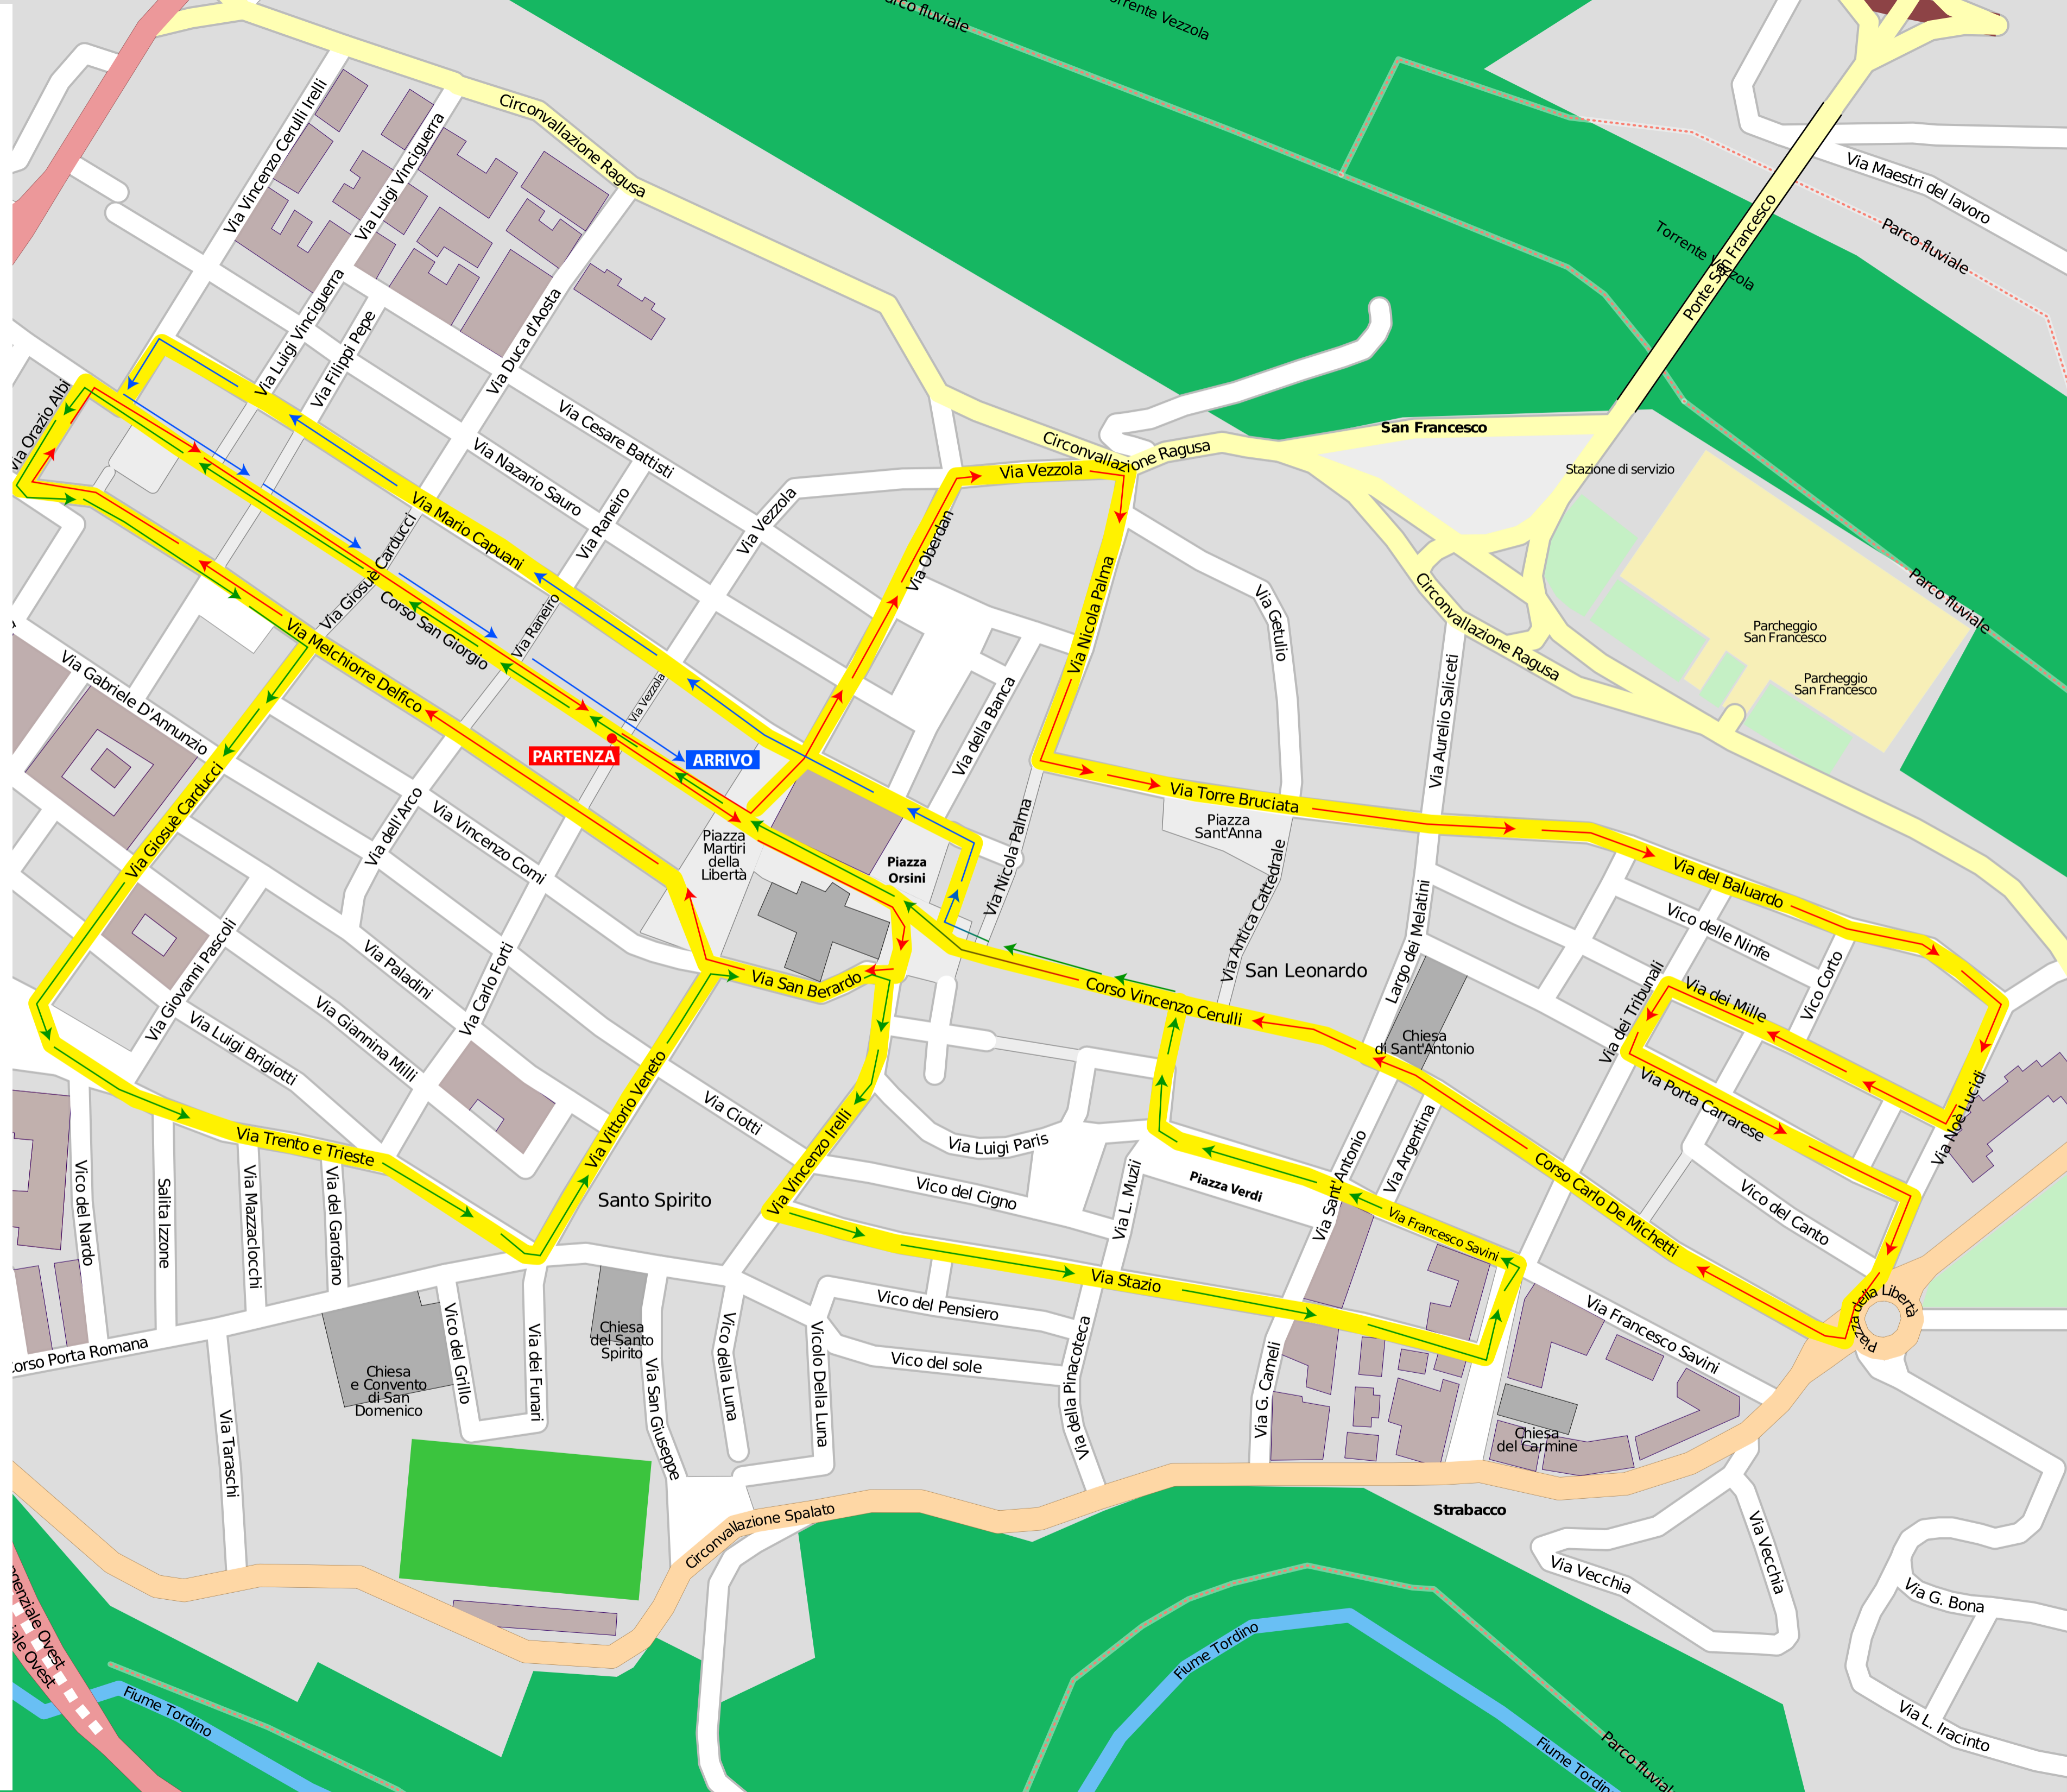 Parco fluviale
Torrente Vezzola
Via Vincenzo Cerulli Irelli
Via Luigi Vinciguerra
Circonvallazione Ragusa
Via Maestri del lavoro
Parco fluviale
Torrente Vezzola
Ponte San Francesco
Via Luigi Vinciguerra
Via Filippi Pepe
Via Duca d'Aosta
Via Orazio Albi
Via Cesare Battisti
Via Nazario Sauro
Via Raneiro
Via Vezzola
Via Vezzola
Circonvallazione Ragusa
San Francesco
Stazione di servizio
Parco fluviale
Parcheggio
San Francesco
Parcheggio
San Francesco
Circonvallazione Ragusa
Via Mario Capuani
Via Giosuè Carducci
Corso San Giorgio
Via Raneiro
Via Vezzola
Via Oberdan
Via Nicola Palma
Via Getulio
Via Aurelio Saliceti
Via della Banca
Via Melchiorre Delfico
Via Gabriele D'Annunzio
PARTENZA
ARRIVO
Via Torre Bruciata
Piazza
Sant'Anna
Piazza
Martiri
della
Libertà
Piazza
Orsini
Via Nicola Palma
Via Antica Cattedrale
Largo dei Melatini
Via del Baluardo
Vico delle Ninfe
Vico Corto
Via dei Tribunali
Via dei Mille
Via Porta Carrarese
Via Noè Lucidi
Via Giosuè Carducci
Via dell'Arco
Via Vincenzo Comi
Via Giovanni Pascoli
Via Paladini
Via Carlo Forti
Via Giannina Milli
Via Luigi Brigiotti
Via San Berardo
Corso Vincenzo Cerulli
San Leonardo
Chiesa
di Sant'Antonio
Via Trento e Trieste
Via Vittorio Veneto
Via Ciotti
Via Vincenzo Irelli
Via Luigi Paris
Vico del Cigno
Via L. Muzii
Piazza Verdi
Via Sant'Antonio
Via Argentina
Via Francesco Savini
Corso Carlo De Michetti
Vico del Canto
Piazza della Libertà
Via Francesco Savini
Santo Spirito
Vico del Nardo
Salita Izzone
Via Mazzaclocchi
Via del Garofano
Via Stazio
Corso Porta Romana
Vico del Grillo
Via dei Funari
Chiesa
del Santo
Spirito
Via San Giuseppe
Vico della Luna
Vicolo Della Luna
Vico del Pensiero
Vico del sole
Via della Pinacoteca
Via G. Cameli
Chiesa
e Convento
di San
Domenico
Via Taraschi
Chiesa
del Carmine
Strabacco
Circonvallazione Spalato
Via Vecchia
Via Vecchia
Via G. Bona
Via L. Iracinto
Fiume Tordino
Fiume Tordino
Fiume Tordino
Parco fluviale